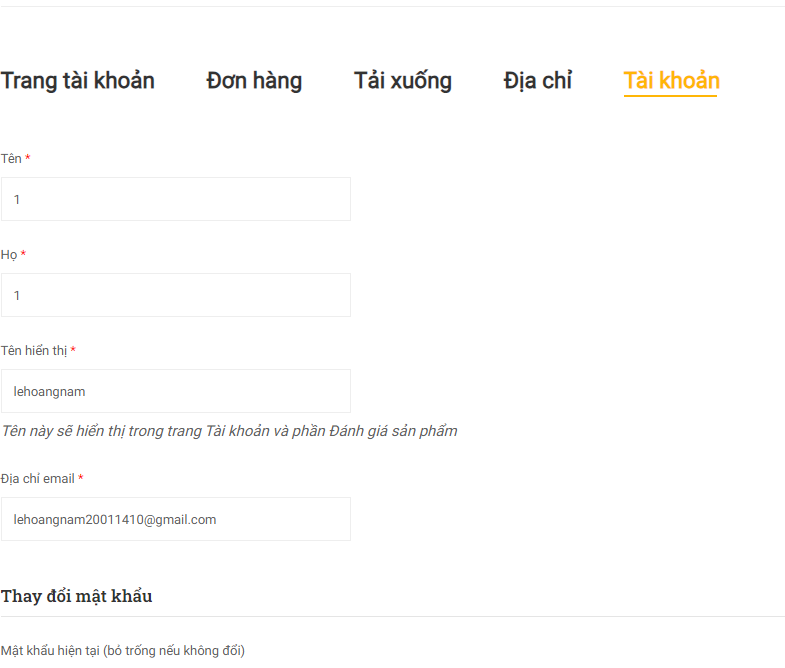 Trang tài khoản Đơn hàng Tải xuống Địa chỉ Tài khoản
Tên *
1
Họ *
1
Tên hiển thị *
lehoangnam
Tên này sẽ hiển thị trong trang Tài khoản và phần Đánh giá sản phẩm
Địa chỉ email *
lehoangnam20011410@gmail.com
Thay đổi mật khẩu
Mật khẩu hiện tại (bỏ trống nếu không đổi)